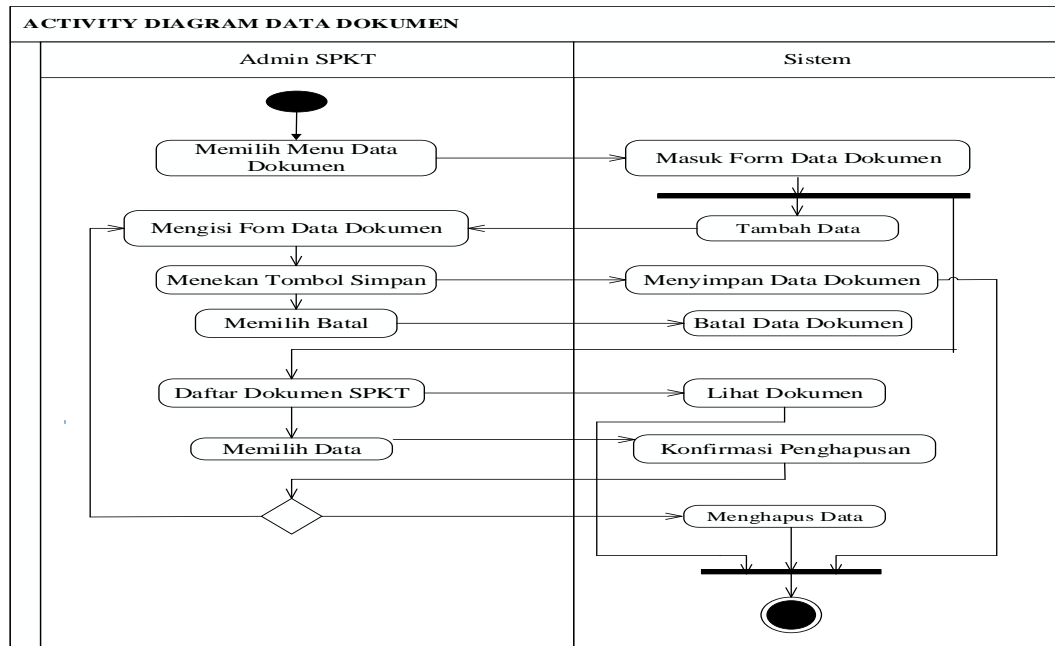 ACTIVITY DIAGRAM DATA DOKUMEN
Admin SPKT
Sistem
Memilih Menu Data
Dokumen
Masuk Form Data Dokumen
Mengisi Fom Data Dokumen
Tambah Data
Menekan Tombol Simpan
Menyimpan Data Dokumen
Memilih Batal
Batal Data Dokumen
Daftar Dokumen SPKT
Lihat Dokumen
Memilih Data
Konfirmasi Penghapusan
Menghapus Data